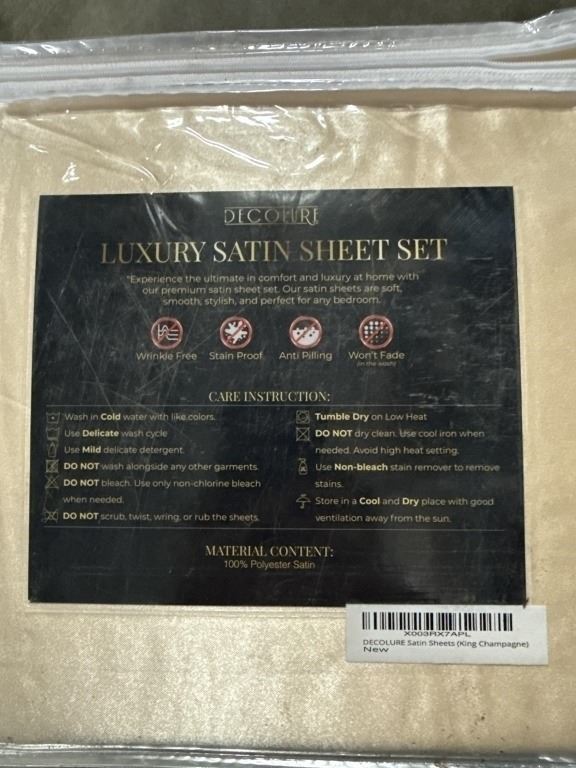 DECOLURE
LUXURY SATIN SHEET SET
"Experience the ultimate in comfort and luxury at home with
our premium satin sheet set. Our satin sheets are soft,
smooth, stylish, and perfect for any bedroom.
Wrinkle Free
Stain Proof
Anti Pilling
Won't Fade
(in the wash)
CARE INSTRUCTION:
Wash in Cold water with like colors.
Use Delicate wash cycle
Use Mild delicate detergent.
DO NOT wash alongside any other garments.
DO NOT bleach. Use only non-chlorine bleach
when needed.
DO NOT scrub, twist, wring, or rub the sheets.
Tumble Dry on Low Heat
DO NOT dry clean. Use cool iron when
needed. Avoid high heat setting.
Use Non-bleach stain remover to remove
stains.
Store in a Cool and Dry place with good
ventilation away from the sun.
MATERIAL CONTENT:
100% Polyester Satin
X003RX7APL
DECOLURE Satin Sheets (King Champagne)
New